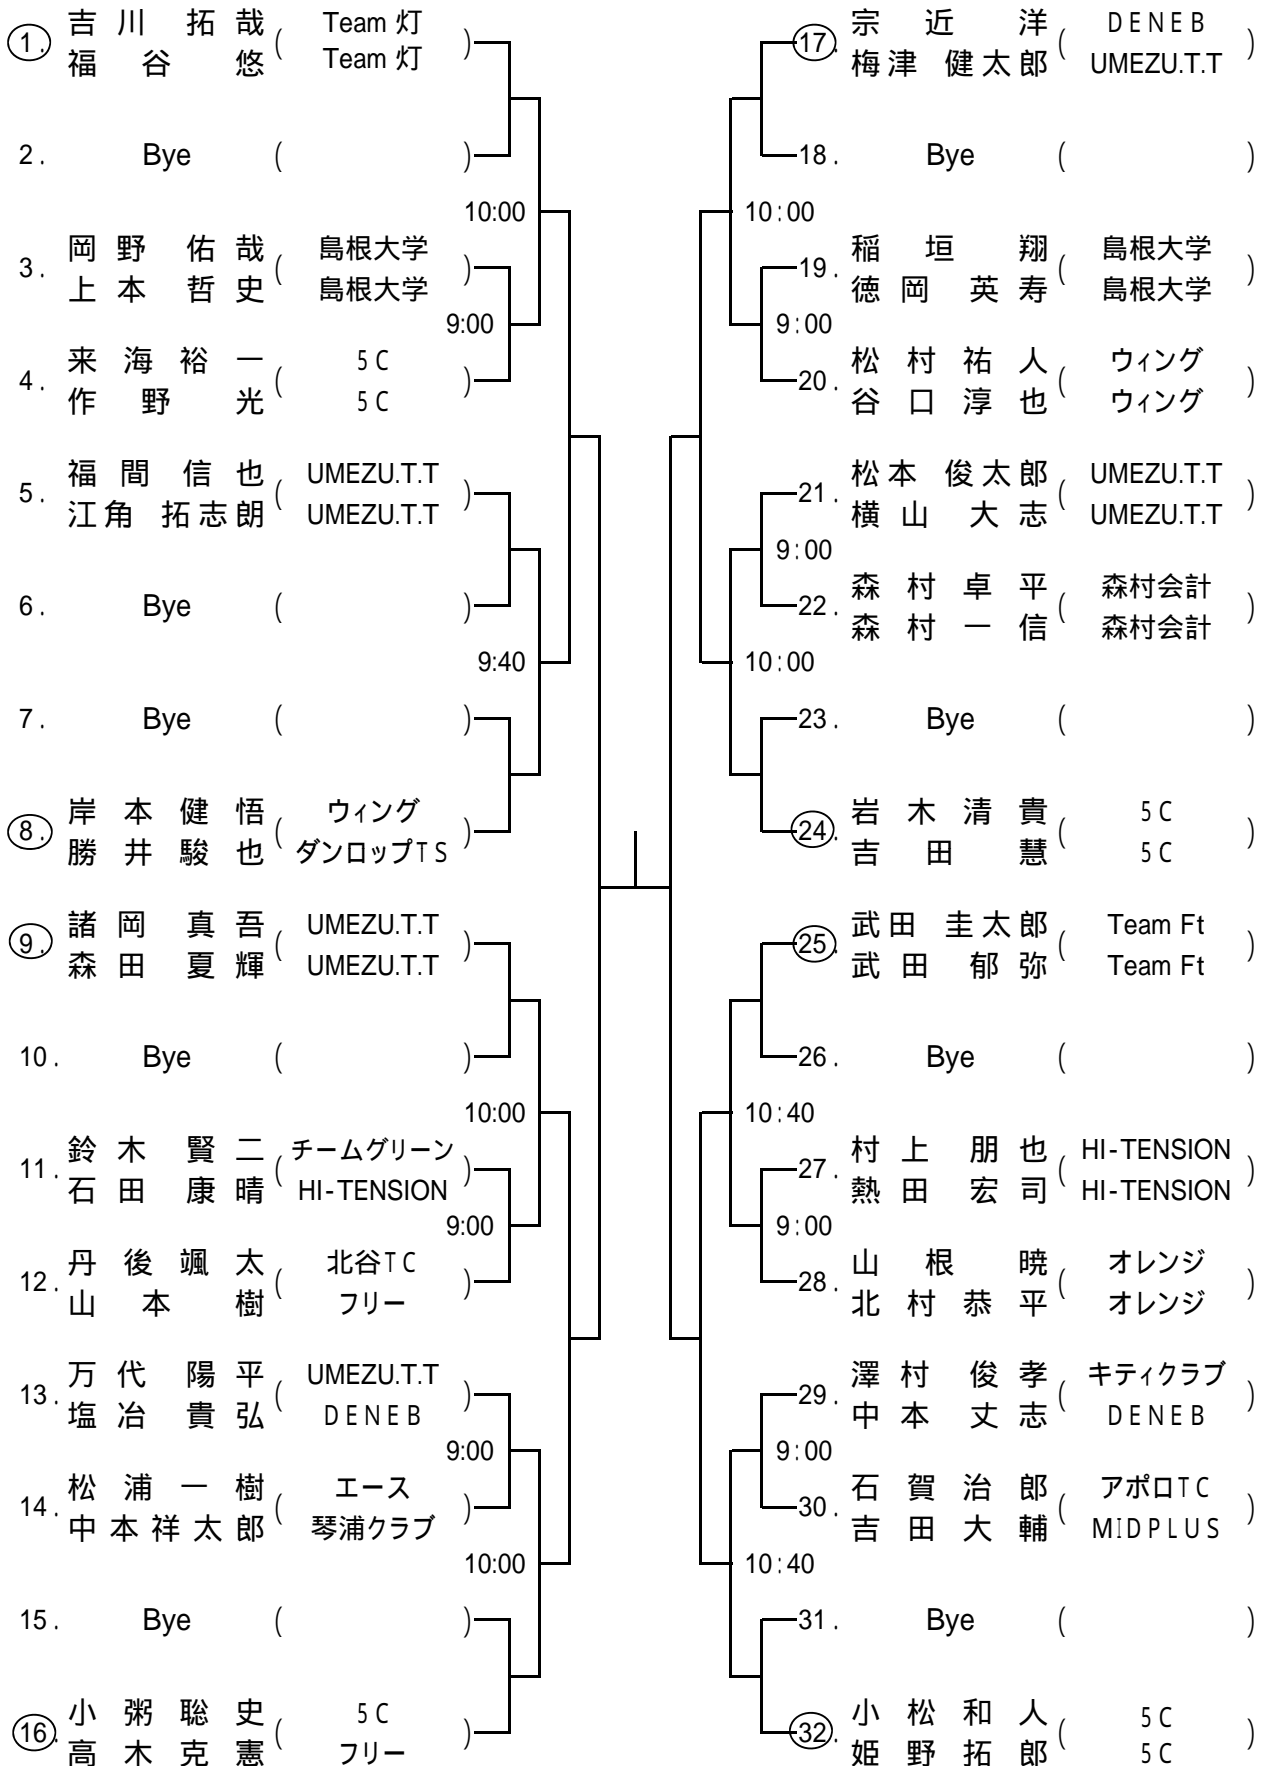 1. 吉川 拓哉 ( Team 灯 )
福谷 悠 ( Team 灯 )
2. Bye ( )
10:00
3. 岡野 佑哉 ( 島根大学 )
上本 哲史 ( 島根大学 )
9:00
4. 来海裕一 ( 5C )
作野 光 ( 5C )
5. 福間信也 ( UMEZU.T.T )
江角 拓志朗 ( UMEZU.T.T )
6. Bye ( )
9:40
7. Bye ( )
8. 岸本健悟 ( ウィング )
勝井駿也 ( ダンロップTS )
9. 諸岡 真吾 ( UMEZU.T.T )
森田 夏輝 ( UMEZU.T.T )
10. Bye ( )
10:00
11. 鈴木 賢二 ( チームグリーン )
石田 康晴 ( HI-TENSION )
9:00
12. 丹後颯太 ( 北谷TC )
山本 樹 ( フリー )
13. 万代 陽平 ( UMEZU.T.T )
塩冶 貴弘 ( DENEB )
9:00
14. 松浦一樹 ( エース )
中本祥太郎 ( 琴浦クラブ )
10:00
15. Bye ( )
16. 小粥聡史 ( 5C )
高木克憲 ( フリー )
17. 宗近 洋 ( DENEB )
梅津 健太郎 ( UMEZU.T.T )
18. Bye ( )
10:00
19. 稲垣 翔 ( 島根大学 )
徳岡 英寿 ( 島根大学 )
9:00
20. 松村祐人 ( ウィング )
谷口淳也 ( ウィング )
21. 松本 俊太郎 ( UMEZU.T.T )
横山 大志 ( UMEZU.T.T )
9:00
22. 森村卓平 ( 森村会計 )
森村一信 ( 森村会計 )
10:00
23. Bye ( )
24. 岩木清貴 ( 5C )
吉田 慧 ( 5C )
25. 武田 圭太郎 ( Team Ft )
武田 郁弥 ( Team Ft )
26. Bye ( )
10:40
27. 村上 朋也 ( HI-TENSION )
熱田 宏司 ( HI-TENSION )
9:00
28. 山根 暁 ( オレンジ )
北村恭平 ( オレンジ )
29. 澤村 俊孝 ( キティクラブ )
中本 丈志 ( DENEB )
9:00
30. 石賀治郎 ( アポロTC )
吉田大輔 ( MIDPLUS )
10:40
31. Bye ( )
32. 小松和人 ( 5C )
姫野拓郎 ( 5C )